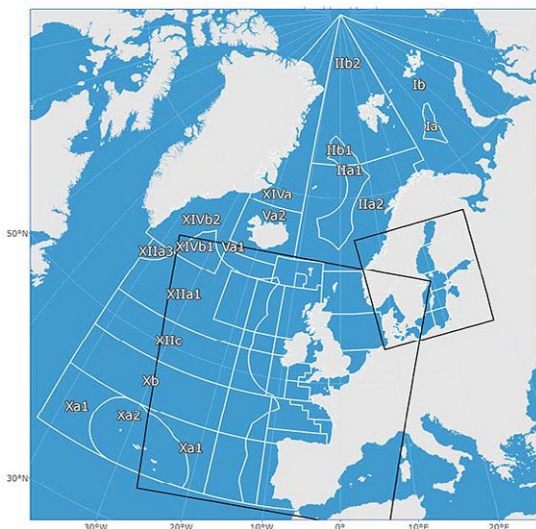 IIb2
Ib
Ia
IIb1
IIa1
XIVa
IIa2
XIVb2
Va2
50°N
XIIa3
XIVb1
Va1
XIIa1
XIIc
Xb
Xa1
Xa2
Xa1
30°N
30°W
20°W
10°W
0°
10°E
20°E